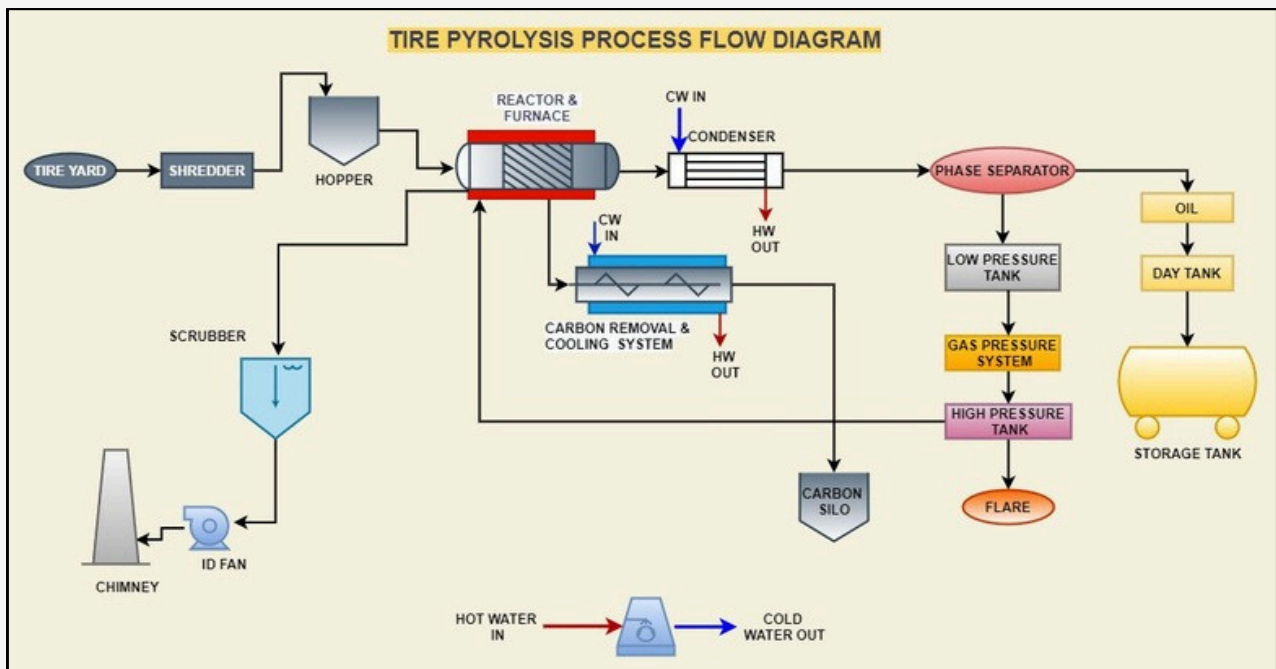 TIRE PYROLYSIS PROCESS FLOW DIAGRAM
CW IN
REACTOR &
FURNACE
CONDENSER
TIRE YARD
SHREDDER
HOPPER
PHASE SEPARATOR
OIL
CW
IN
HW
OUT
LOW PRESSURE
TANK
DAY TANK
CARBON REMOVAL &
COOLING SYSTEM
HW
OUT
SCRUBBER
GAS PRESSURE
SYSTEM
HIGH PRESSURE
TANK
STORAGE TANK
CARBON
SILO
FLARE
ID FAN
CHIMNEY
HOT WATER
IN
COLD
WATER OUT